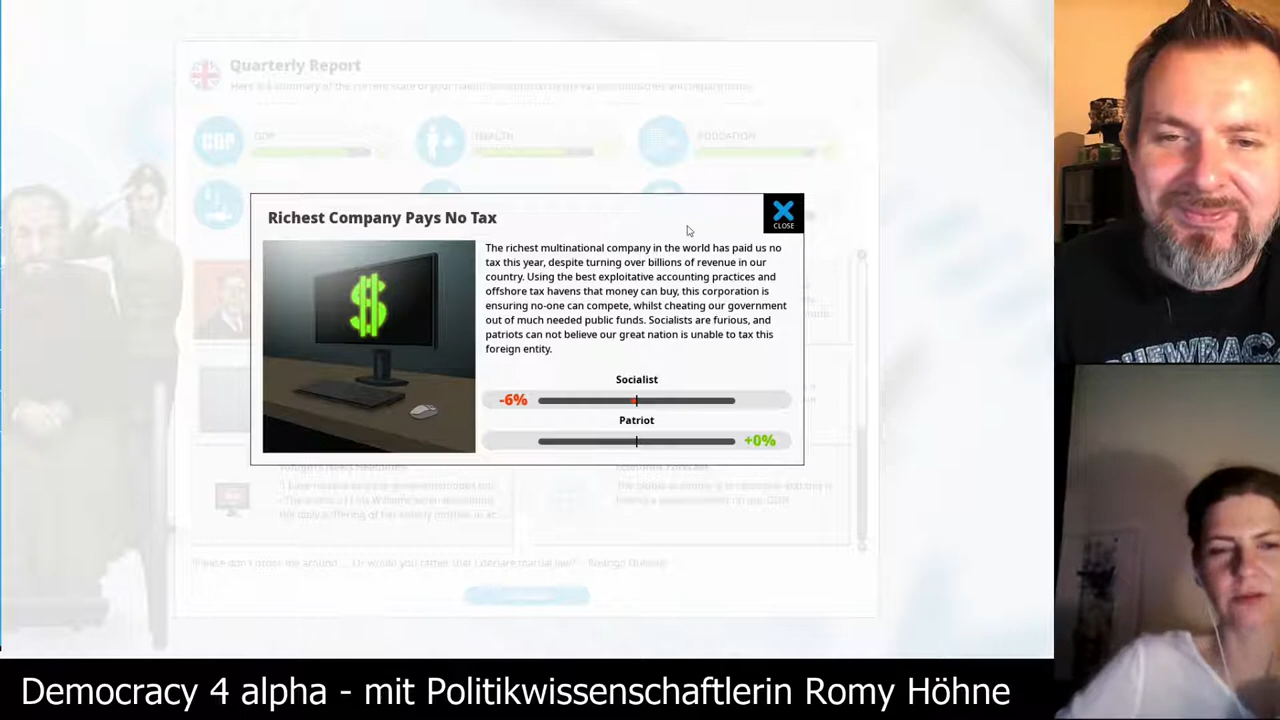 Quarterly Report
GDP
GDP
HEALTH
EDUCATION
Richest Company Pays No Tax
CLOSE
The richest multinational company in the world has paid us no
tax this year, despite turning over billions of revenue in our
country. Using the best exploitative accounting practices and
offshore tax havens that money can buy, this corporation is
ensuring no-one can compete, whilst cheating our government
out of much needed public funds. Socialists are furious, and
patriots can not believe our great nation is unable to tax this
foreign entity.
Socialist
-6%
Patriot
+0%
Democracy 4 alpha - mit Politikwissenschaftlerin Romy Höhne